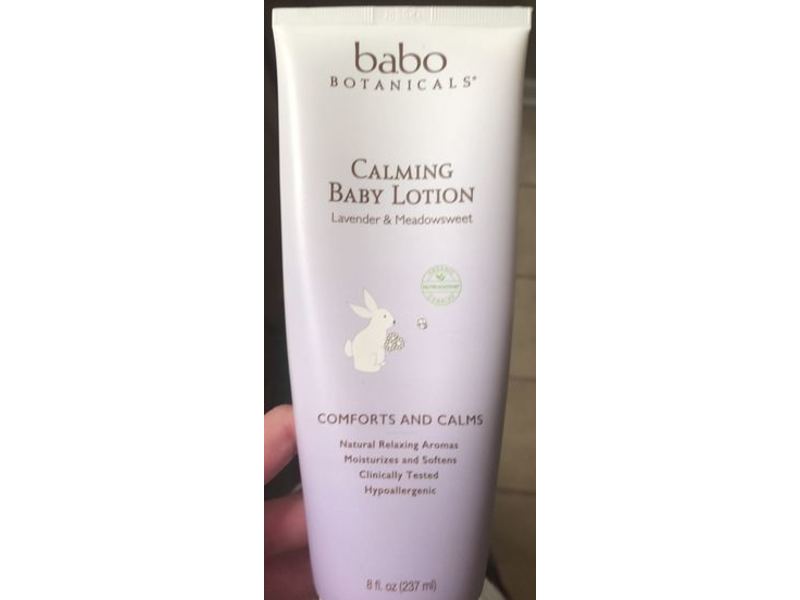 babo
BOTANICALS®
CALMING
BABY LOTION
Lavender & Meadowsweet
ORGANIC
COMFORTS AND CALMS
Natural Relaxing Aromas
Moisturizes and Softens
Clinically Tested
Hypoallergenic
8 fl. oz (237 ml)